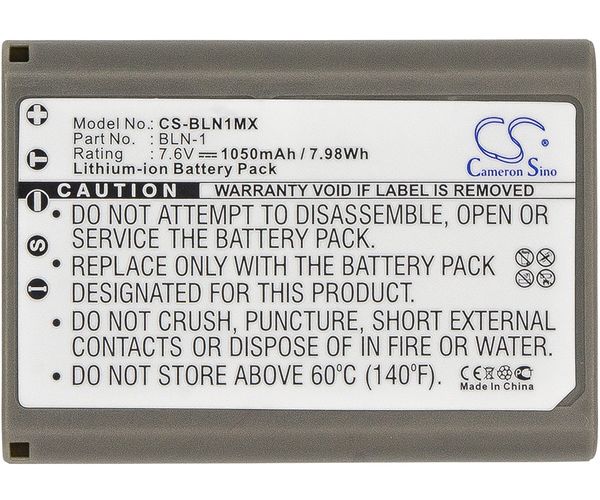 Model No.: CS-BLN1MX
Part No.: BLN-1
Rating : 7.6V ⎓ 1050mAh / 7.98Wh
Lithium-ion Battery Pack
CS
Cameron Sino
CAUTION WARRANTY VOID IF LABEL IS REMOVED
+
T
−
S
I
• DO NOT ATTEMPT TO DISASSEMBLE, OPEN OR
SERVICE THE BATTERY PACK.
• REPLACE ONLY WITH THE BATTERY PACK
DESIGNATED FOR THIS PRODUCT.
• DO NOT CRUSH, PUNCTURE, SHORT EXTERNAL
CONTACTS OR DISPOSE OF IN FIRE OR WATER.
• DO NOT STORE ABOVE 60°C (140°F)
CE
Made In China